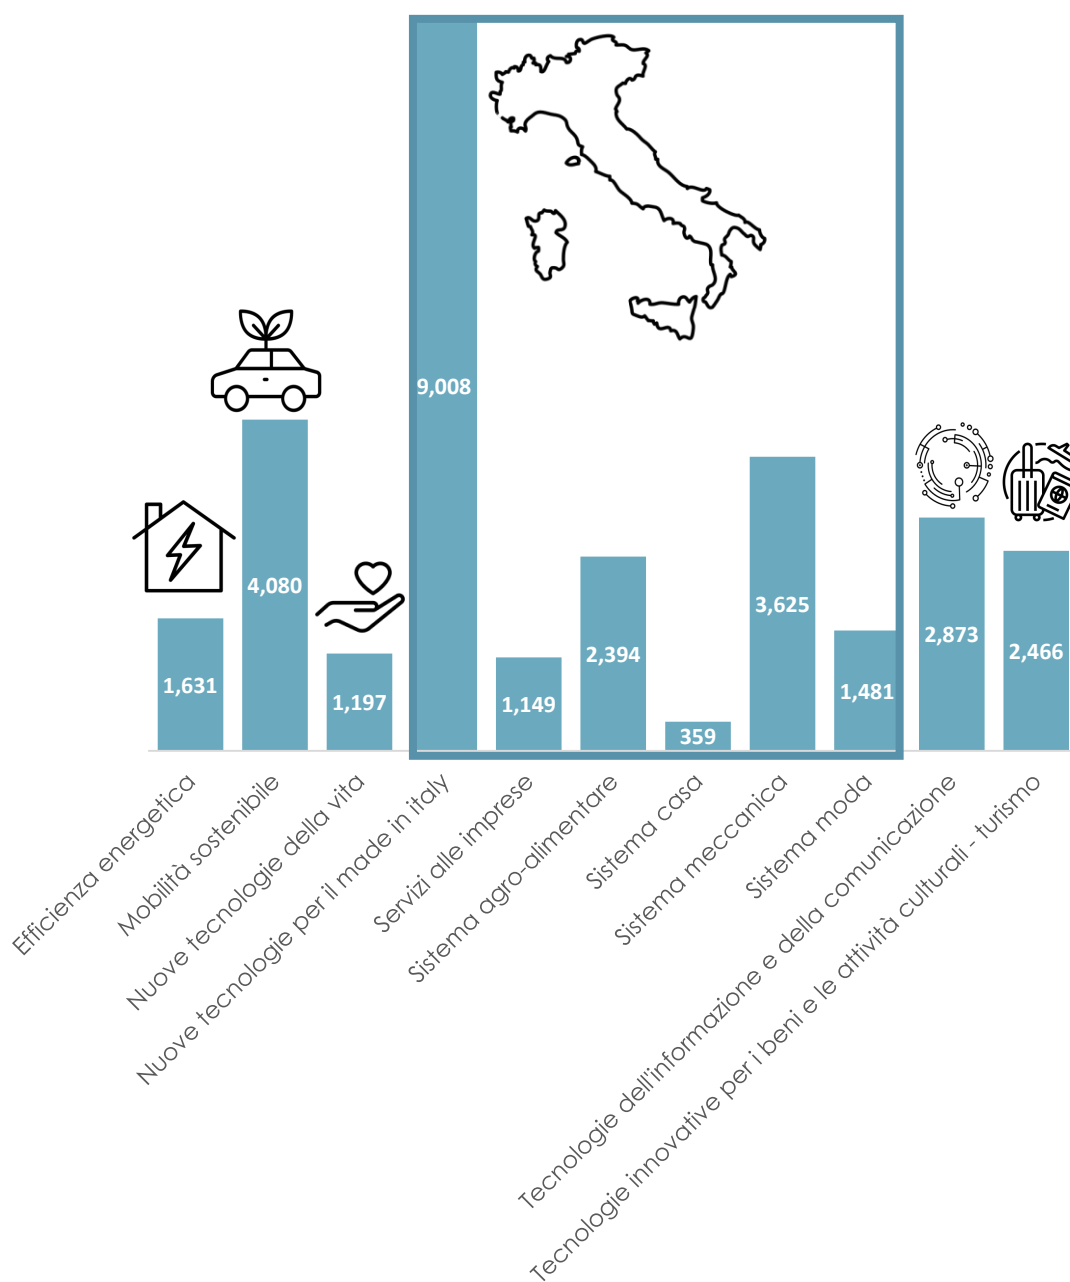 9,008
4,080
3,625
2,873
2,394
2,466
1,631
1,197
1,149
1,481
359
Efficienza energetica
Mobilità sostenibile
Nuove tecnologie della vita
Nuove tecnologie per il made in italy
Servizi alle imprese
Sistema agro-alimentare
Sistema casa
Sistema meccanica
Sistema moda
Tecnologie dell'informazione e della comunicazione
Tecnologie innovative per i beni e le attività culturali - turismo